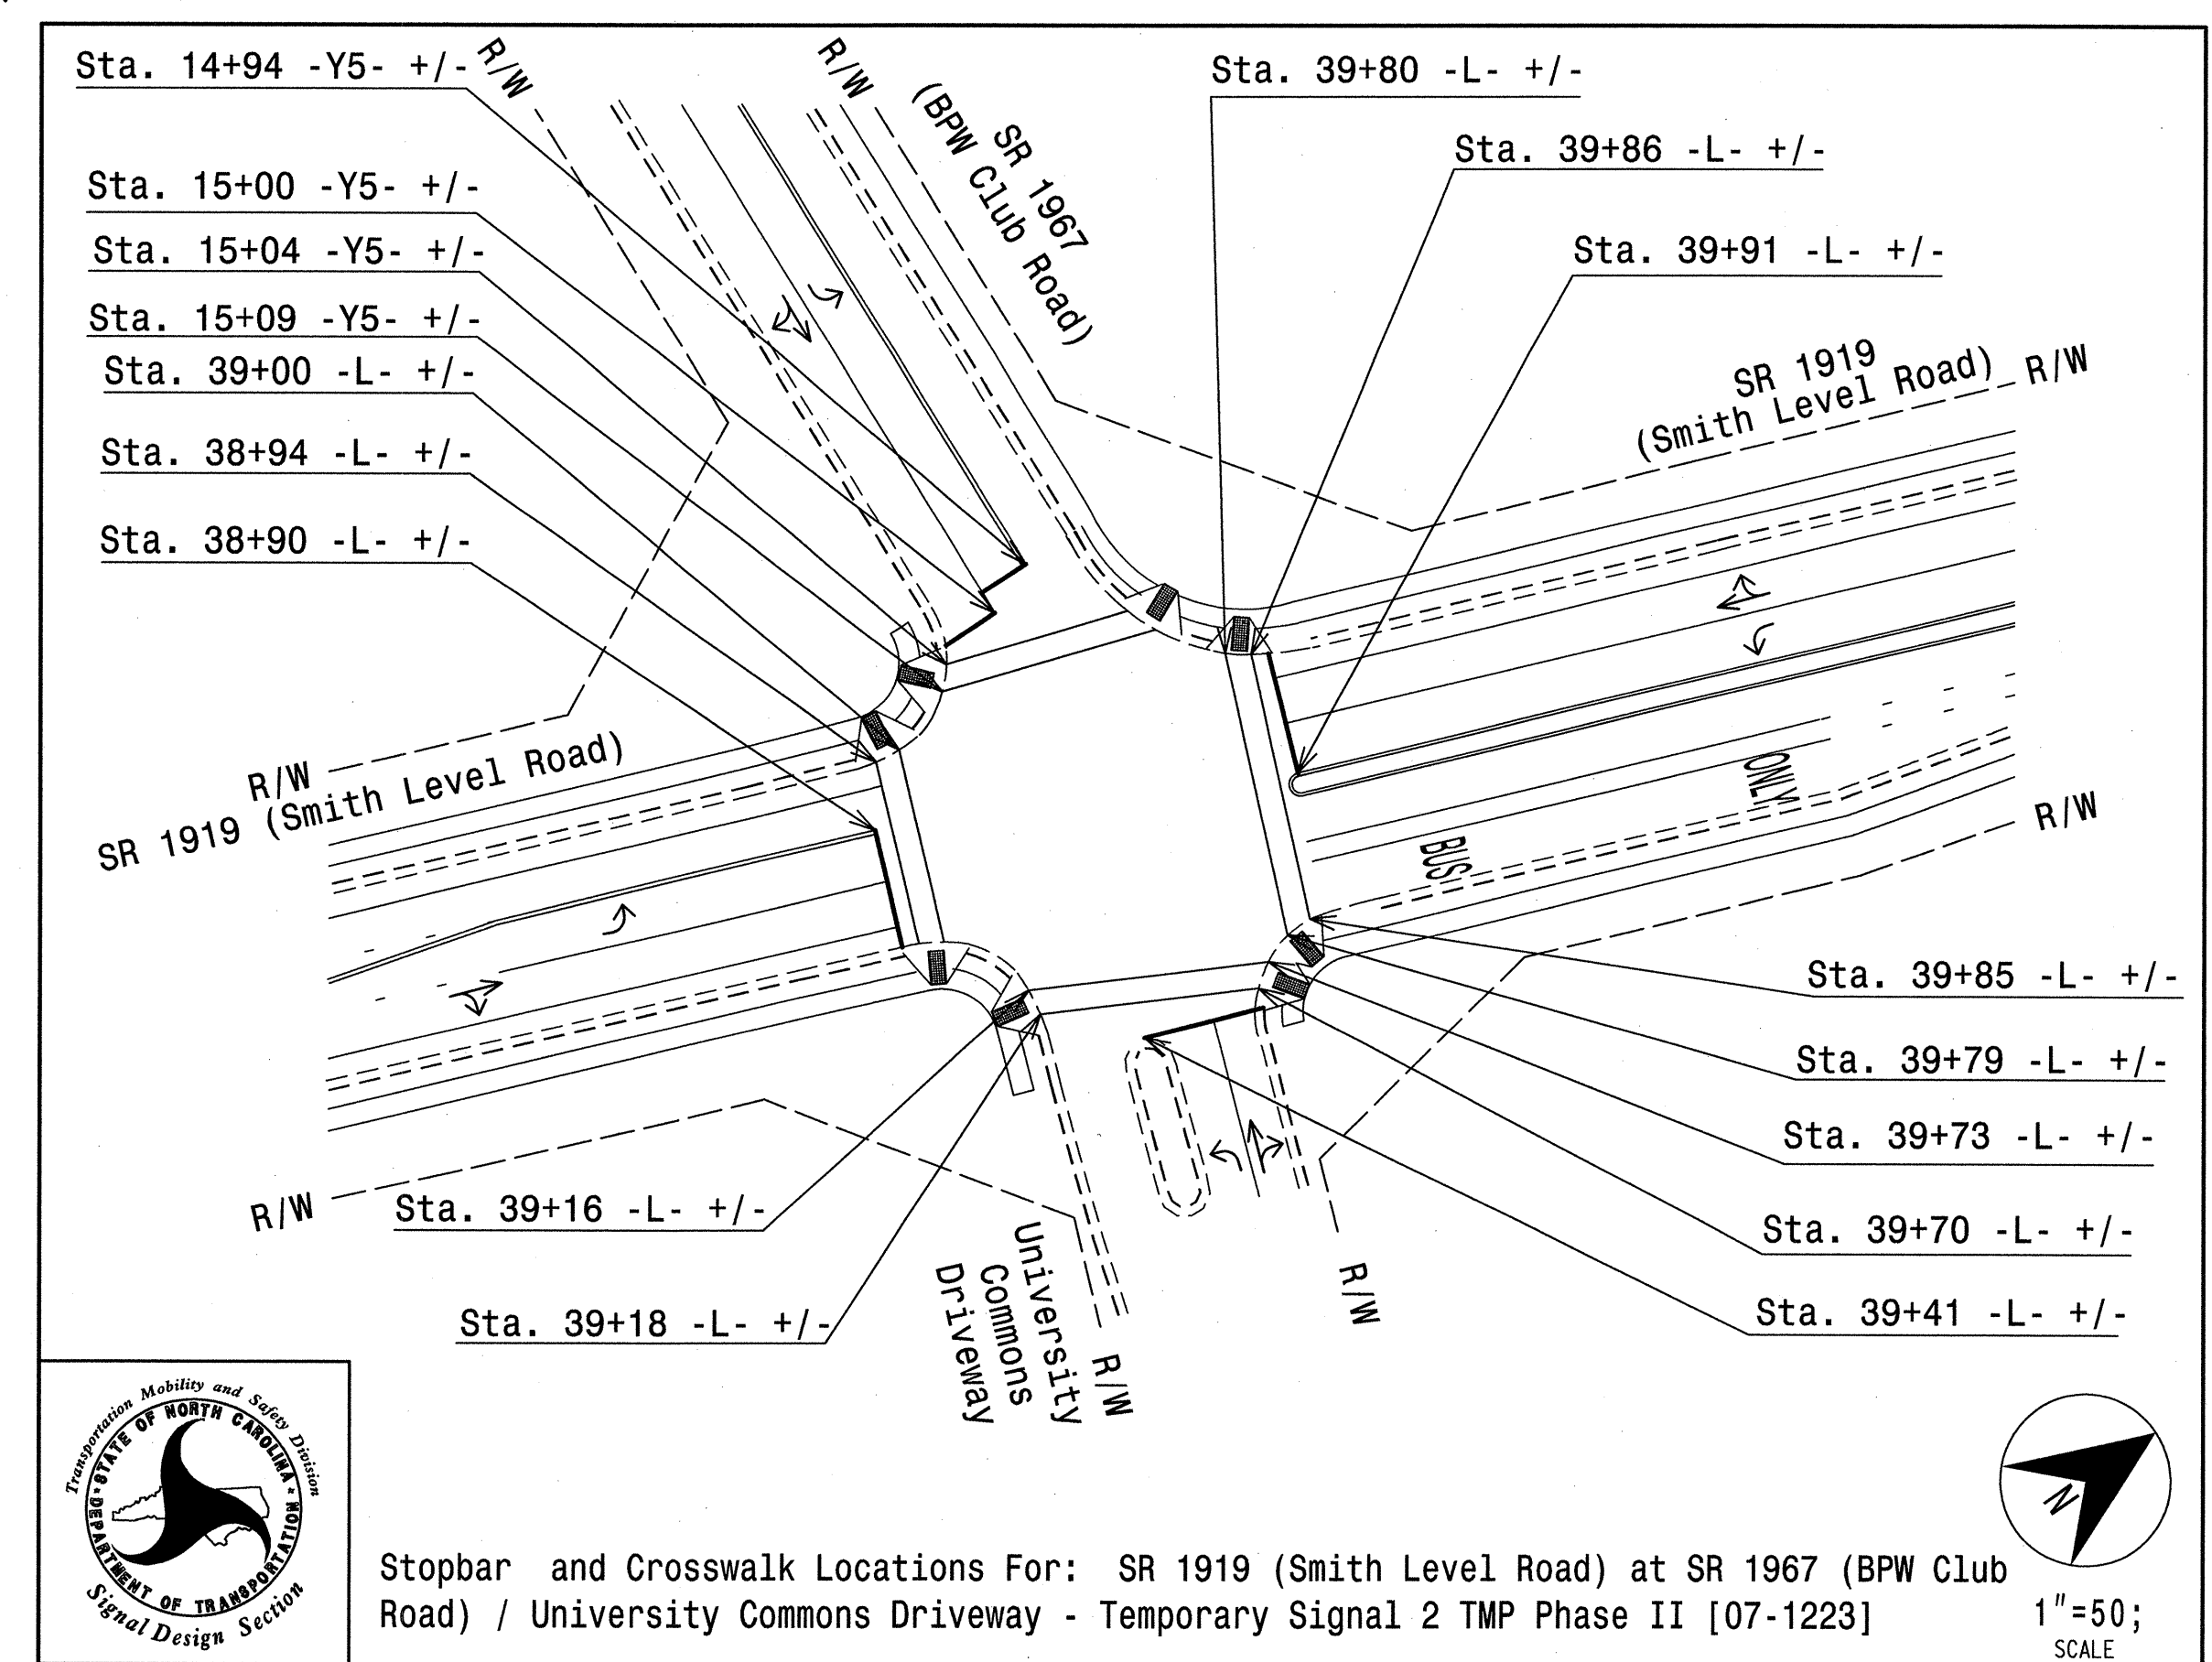 Sta. 14+94 -Y5- +/-
R/W
R/W
SR 1967
(BPW Club Road)
Sta. 39+80 -L- +/-
Sta. 39+86 -L- +/-
Sta. 39+91 -L- +/-
Sta. 15+00 -Y5- +/-
Sta. 15+04 -Y5- +/-
Sta. 15+09 -Y5- +/-
Sta. 39+00 -L- +/-
Sta. 38+94 -L- +/-
Sta. 38+90 -L- +/-
SR 1919
(Smith Level Road)
R/W
R/W
SR 1919 (Smith Level Road)
ONLY
BUS
R/W
Sta. 39+85 -L- +/-
Sta. 39+79 -L- +/-
Sta. 39+73 -L- +/-
Sta. 39+70 -L- +/-
Sta. 39+41 -L- +/-
R/W
Sta. 39+16 -L- +/-
Sta. 39+18 -L- +/-
University
Commons
Driveway
R/W
R/W
Transportation Mobility and Safety Division
STATE OF NORTH CAROLINA
DEPARTMENT OF TRANSPORTATION
Signal Design Section
N
Stopbar and Crosswalk Locations For: SR 1919 (Smith Level Road) at SR 1967 (BPW Club
Road) / University Commons Driveway - Temporary Signal 2 TMP Phase II [07-1223]
1"=50;
SCALE